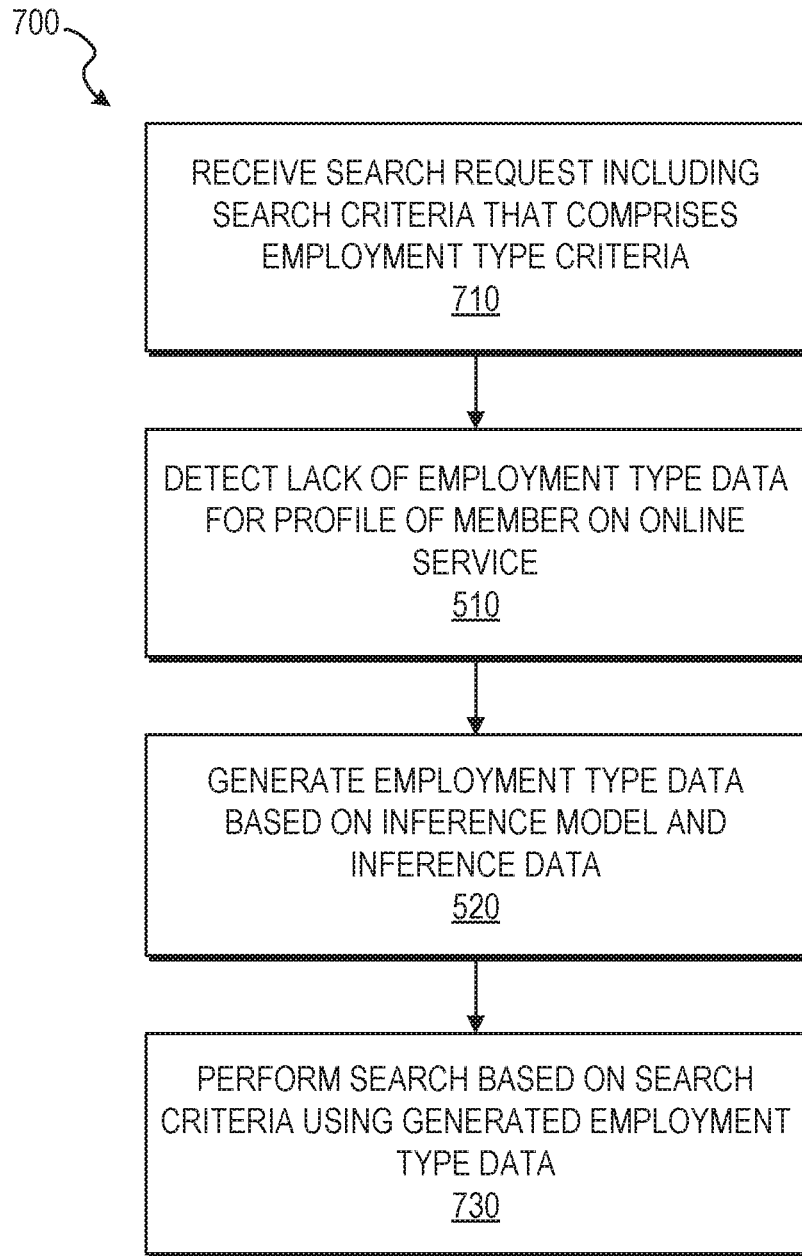 700
RECEIVE SEARCH REQUEST INCLUDING
SEARCH CRITERIA THAT COMPRISES
EMPLOYMENT TYPE CRITERIA
710
DETECT LACK OF EMPLOYMENT TYPE DATA
FOR PROFILE OF MEMBER ON ONLINE
SERVICE
510
GENERATE EMPLOYMENT TYPE DATA
BASED ON INFERENCE MODEL AND
INFERENCE DATA
520
PERFORM SEARCH BASED ON SEARCH
CRITERIA USING GENERATED EMPLOYMENT
TYPE DATA
730